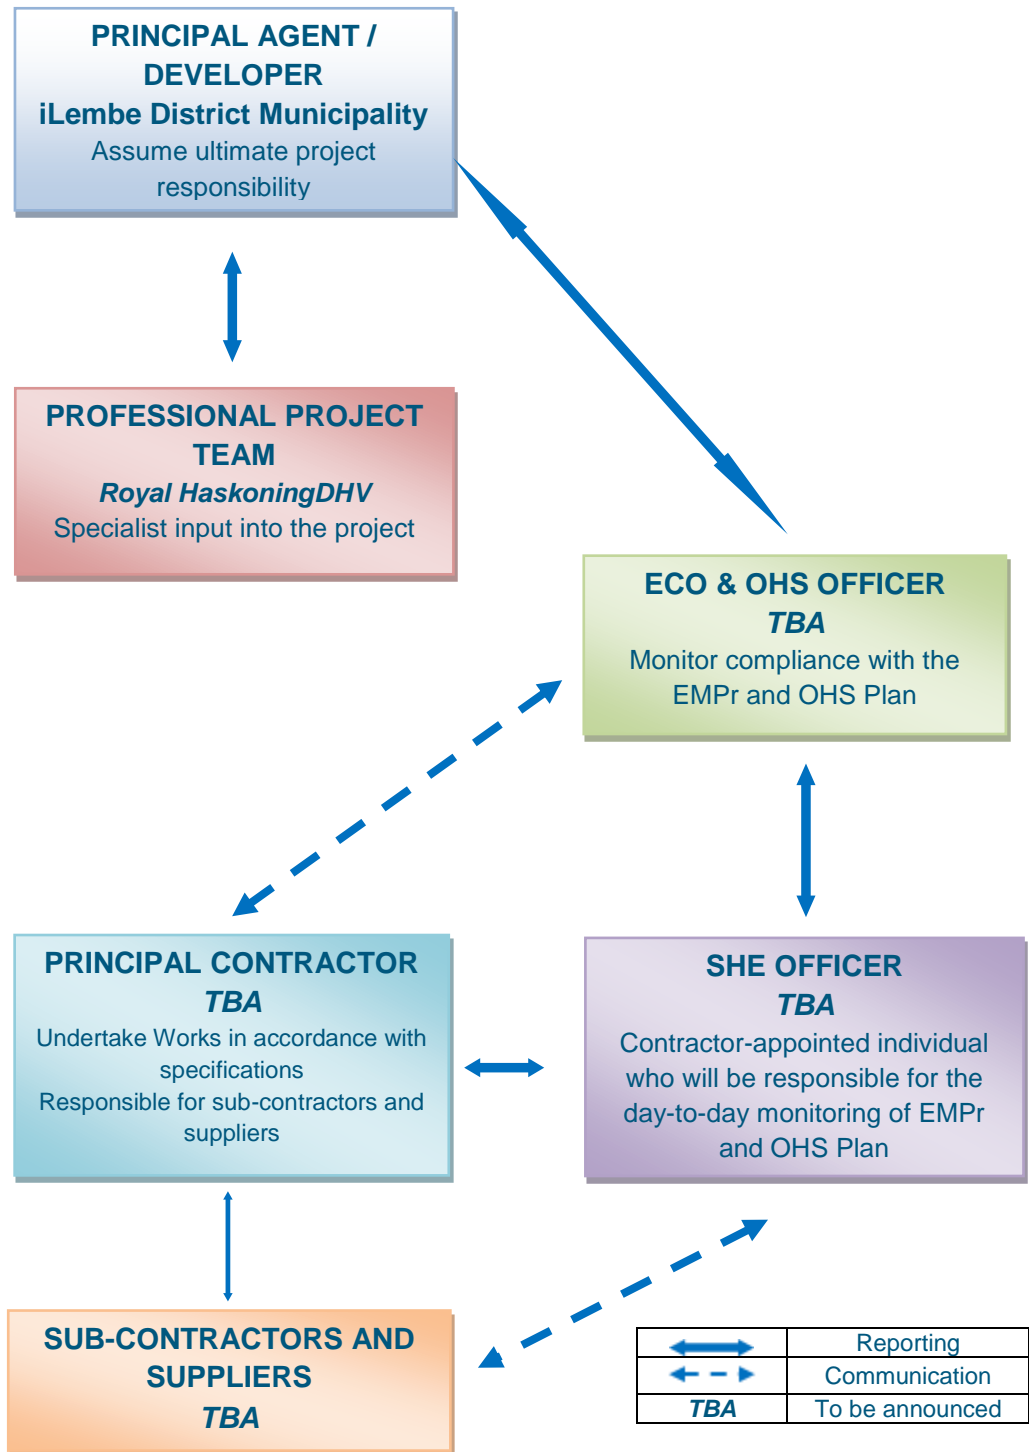 PRINCIPAL AGENT /
DEVELOPER
iLembe District Municipality
Assume ultimate project
responsibility
PROFESSIONAL PROJECT
TEAM
Royal HaskoningDHV
Specialist input into the project
ECO & OHS OFFICER
TBA
Monitor compliance with the
EMPr and OHS Plan
PRINCIPAL CONTRACTOR
TBA
Undertake Works in accordance with
specifications
Responsible for sub-contractors and
suppliers
SHE OFFICER
TBA
Contractor-appointed individual
who will be responsible for the
day-to-day monitoring of EMPr
and OHS Plan
SUB-CONTRACTORS AND
SUPPLIERS
TBA
Reporting
Communication
TBA To be announced